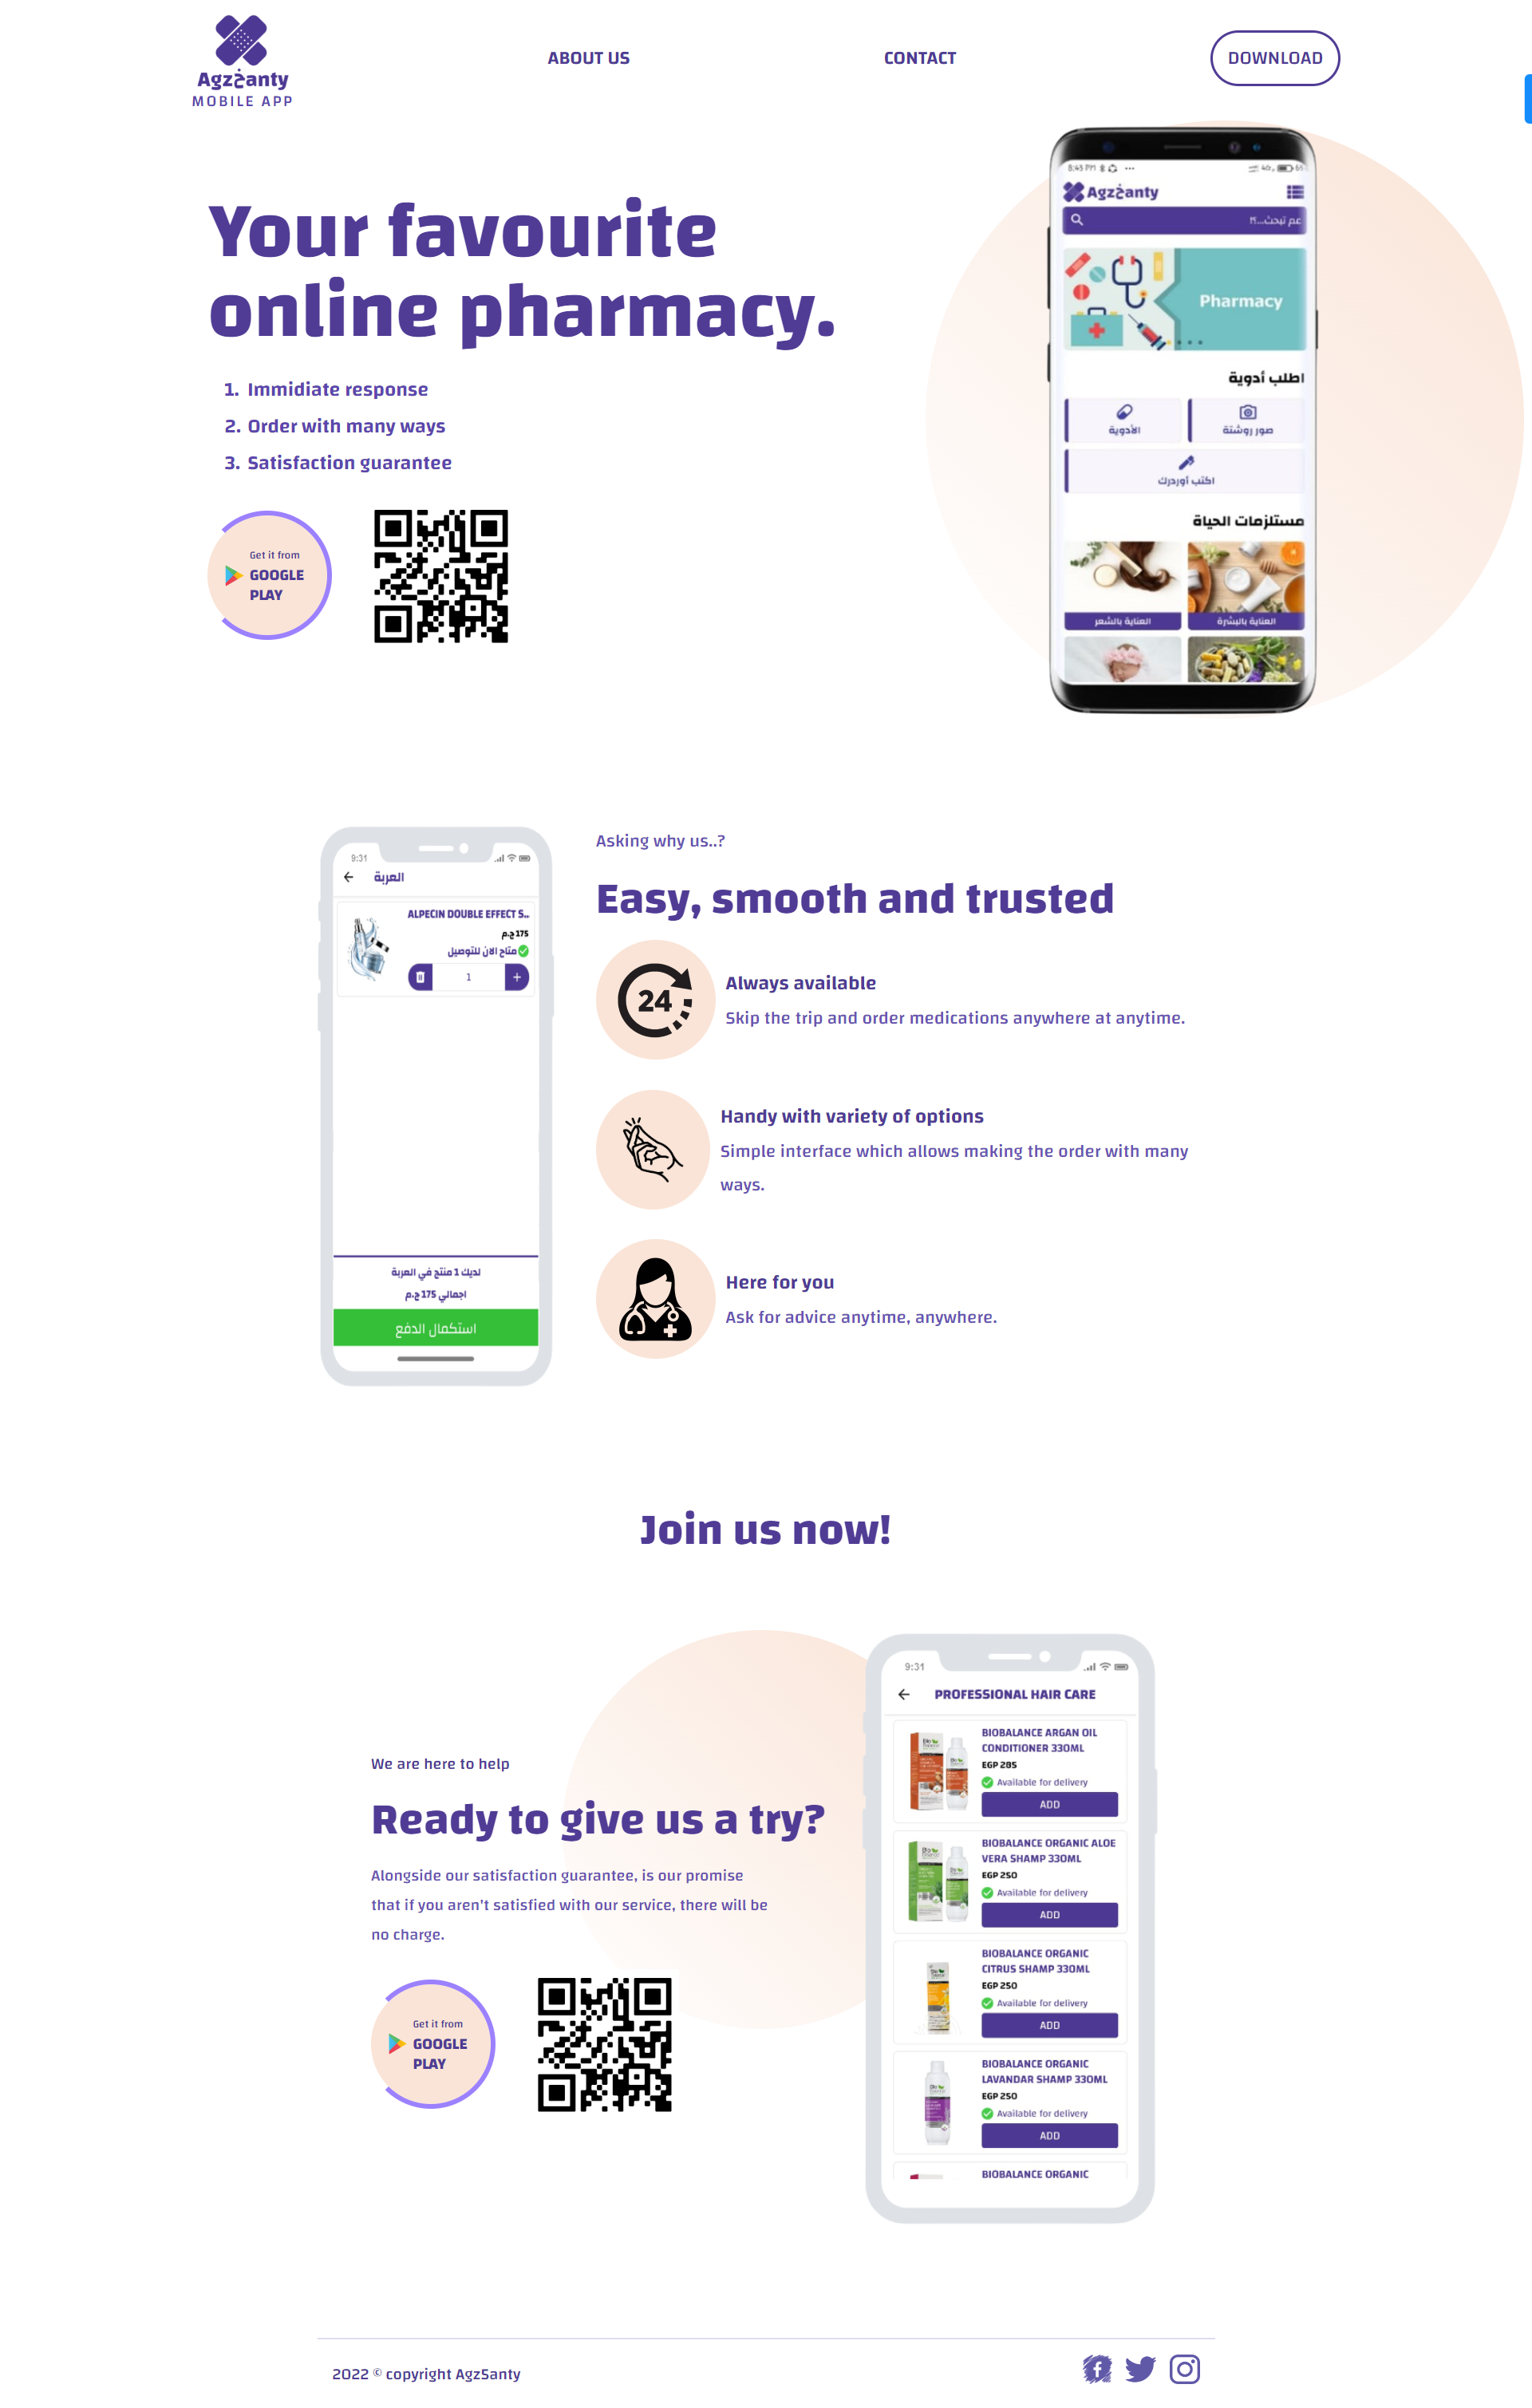 Agzخanty
MOBILE APP
ABOUT US
CONTACT
DOWNLOAD
Your favourite
online pharmacy.
1. Immidiate response
2. Order with many ways
3. Satisfaction guarantee
Get it from
GOOGLE
PLAY
8:45 PM
Agzخanty
عم تبحث...؟!
Pharmacy
اطلب أدوية
الأدوية
صور روشتة
اكتب أوردرك
مستلزمات الحياة
العناية بالشعر
العناية بالبشرة
Asking why us..?
Easy, smooth and trusted
9:31
العربة
ALPECIN DOUBLE EFFECT S..
175 ج.م
متاح الان للتوصيل
1
+
لديك 1 منتج في العربة
اجمالي 175 ج.م
استكمال الدفع
24
Always available
Skip the trip and order medications anywhere at anytime.
Handy with variety of options
Simple interface which allows making the order with many
ways.
Here for you
Ask for advice anytime, anywhere.
Join us now!
We are here to help
Ready to give us a try?
Alongside our satisfaction guarantee, is our promise
that if you aren't satisfied with our service, there will be
no charge.
Get it from
GOOGLE
PLAY
9:31
PROFESSIONAL HAIR CARE
BIOBALANCE ARGAN OIL
CONDITIONER 330ML
EGP 285
Available for delivery
ADD
BIOBALANCE ORGANIC ALOE
VERA SHAMP 330ML
EGP 250
Available for delivery
ADD
BIOBALANCE ORGANIC
CITRUS SHAMP 330ML
EGP 250
Available for delivery
ADD
BIOBALANCE ORGANIC
LAVANDAR SHAMP 330ML
EGP 250
Available for delivery
ADD
BIOBALANCE ORGANIC
2022 © copyright Agz5anty